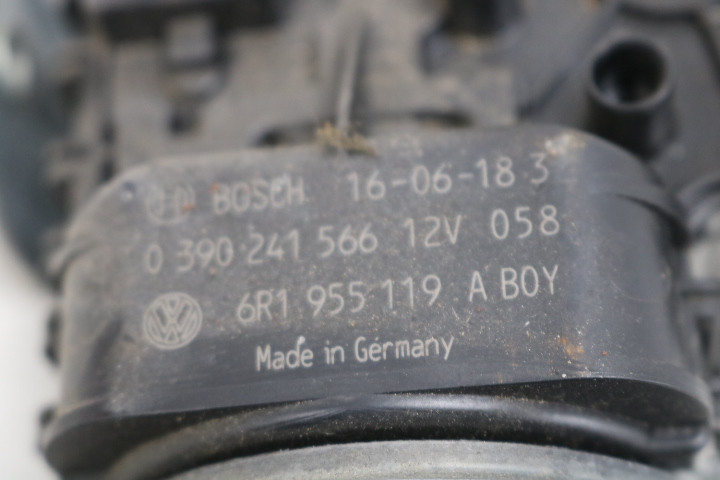 BOSCH 16-06-18 3
0 390 241 566 12V 058
6R1 955 119 A BOY
Made in Germany